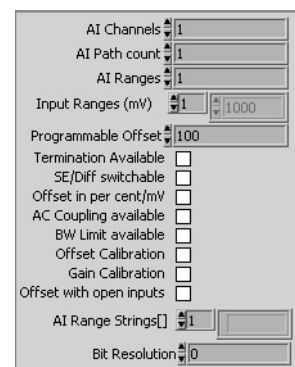 AI Channels 1
AI Path count 1
AI Ranges 1
Input Ranges (mV) 1 1000
Programmable Offset 100
Termination Available
SE/Diff switchable
Offset in per cent/mV
AC Coupling available
BW Limit available
Offset Calibration
Gain Calibration
Offset with open inputs
AI Range Strings[] 1
Bit Resolution 0